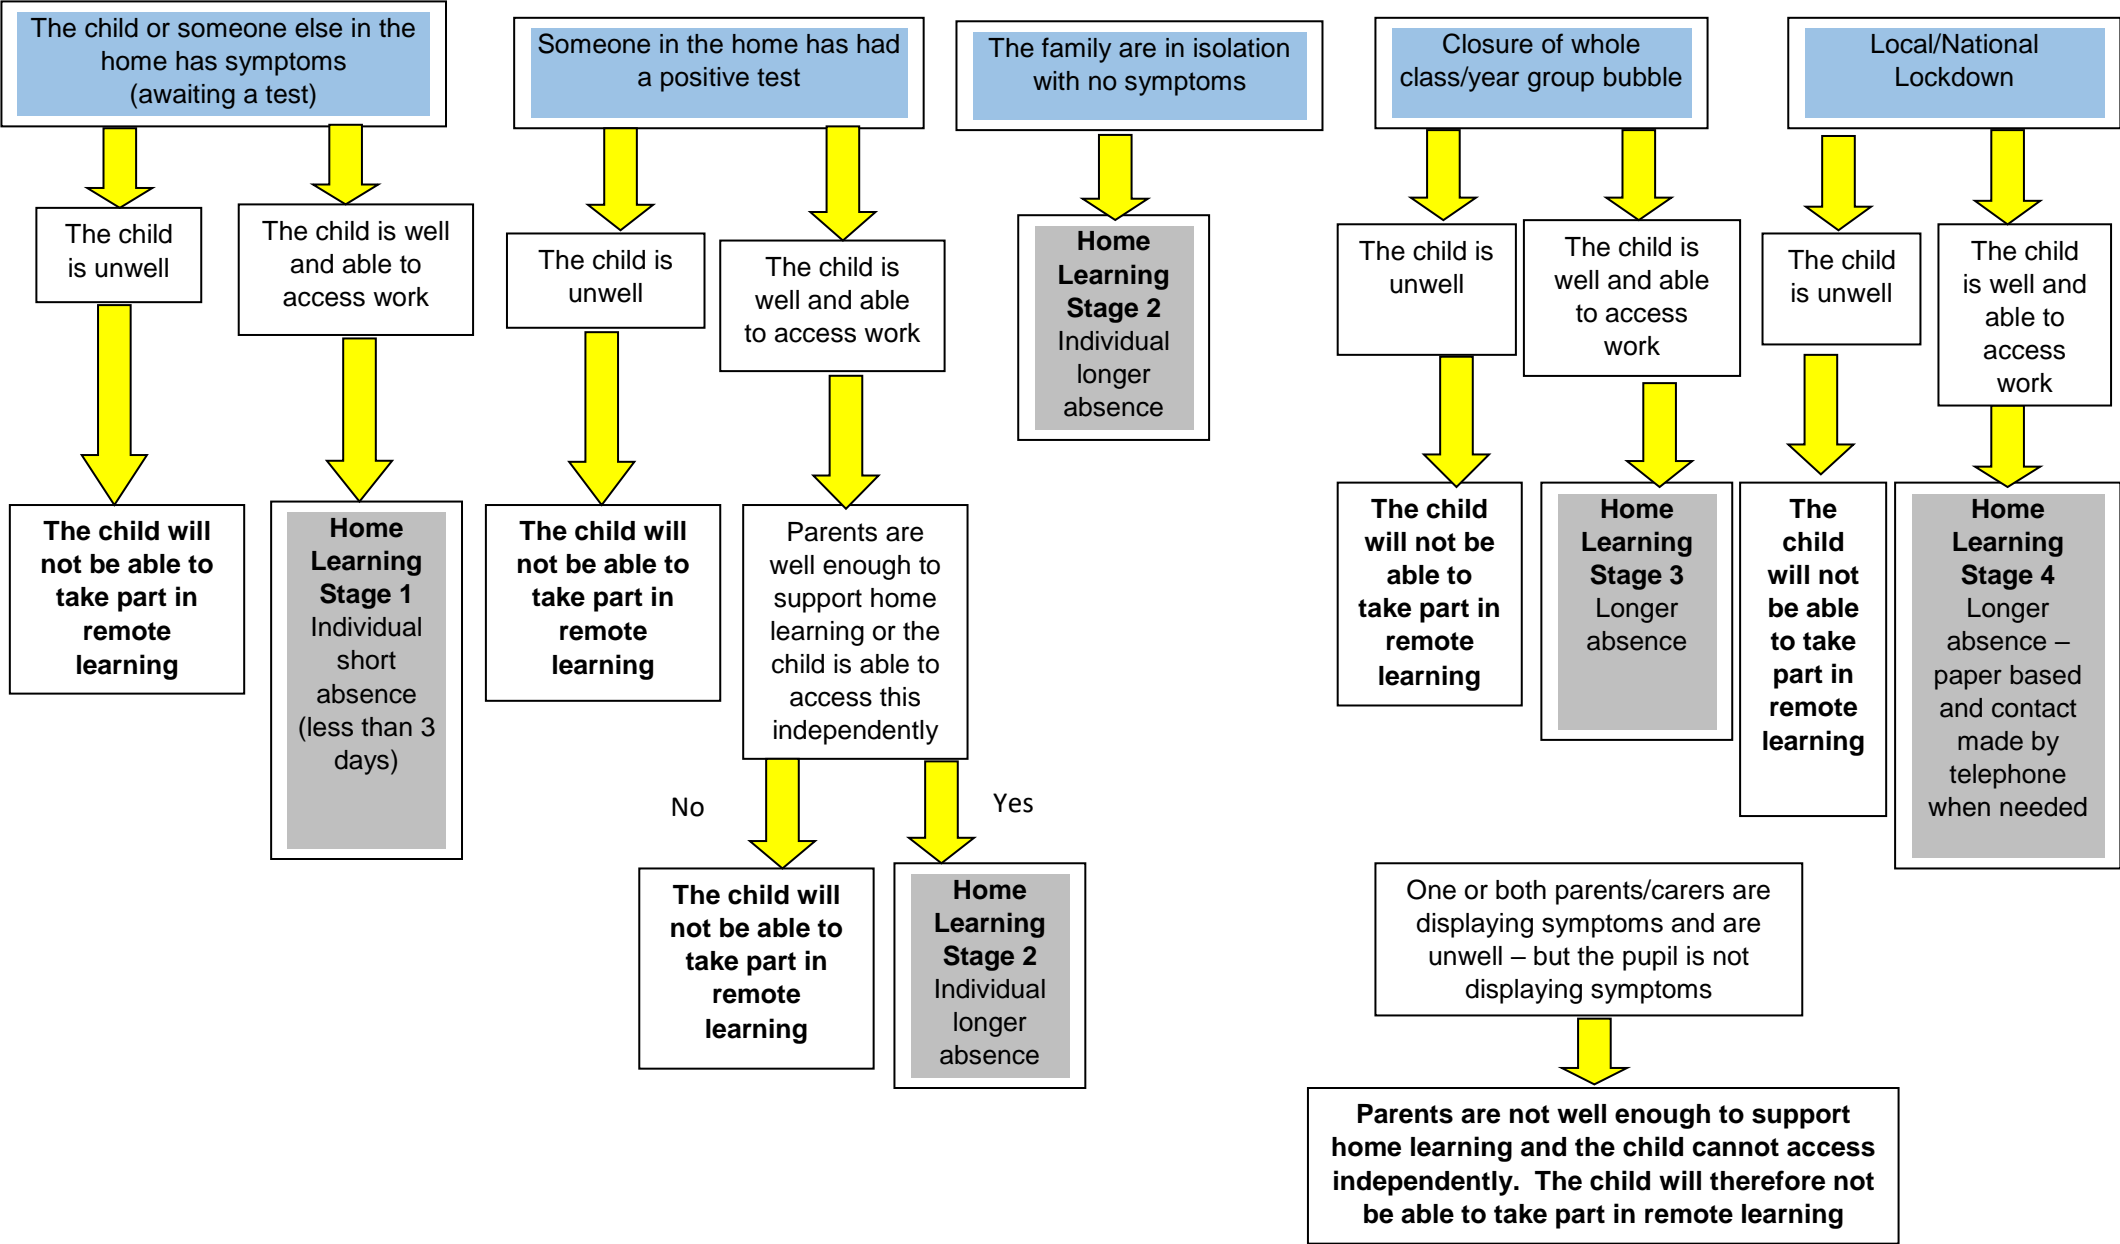 The child or someone else in the
home has symptoms
(awaiting a test)
Someone in the home has had
a positive test
The family are in isolation
with no symptoms
Closure of whole
class/year group bubble
Local/National
Lockdown
The child
is unwell
The child is well
and able to
access work
The child is
unwell
The child is
well and able
to access work
Home
Learning
Stage 2
Individual
longer
absence
The child is
unwell
The child is
well and able
to access
work
The child
is unwell
The child
is well and
able to
access
work
The child will
not be able to
take part in
remote
learning
Home
Learning
Stage 1
Individual
short
absence
(less than 3
days)
The child will
not be able to
take part in
remote
learning
Parents are
well enough to
support home
learning or the
child is able to
access this
independently
The child
will not be
able to
take part in
remote
learning
Home
Learning
Stage 3
Longer
absence
The
child
will not
be able
to take
part in
remote
learning
Home
Learning
Stage 4
Longer
absence –
paper based
and contact
made by
telephone
when needed
No
Yes
The child will
not be able to
take part in
remote
learning
Home
Learning
Stage 2
Individual
longer
absence
One or both parents/carers are
displaying symptoms and are
unwell – but the pupil is not
displaying symptoms
Parents are not well enough to support
home learning and the child cannot access
independently.  The child will therefore not
be able to take part in remote learning